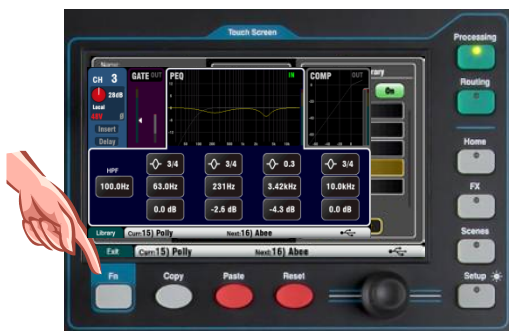 Touch Screen
Processing
Name
rary
CH 3
GATE OUT
PEQ
IN
COMP
OUT
28dB
Local
48V Ø
Insert
Delay
On
Routing
HPF
3/4
3/4
0.3
3/4
100.0Hz
63.0Hz
231Hz
3.42kHz
10.0kHz
0.0 dB
-2.6 dB
-4.3 dB
0.0 dB
Library
Curr:15) Polly
Next:16) Abee
Exit
Curr:15) Polly
Next:16) Abee
Home
FX
Scenes
Fn
Copy
Paste
Reset
Setup